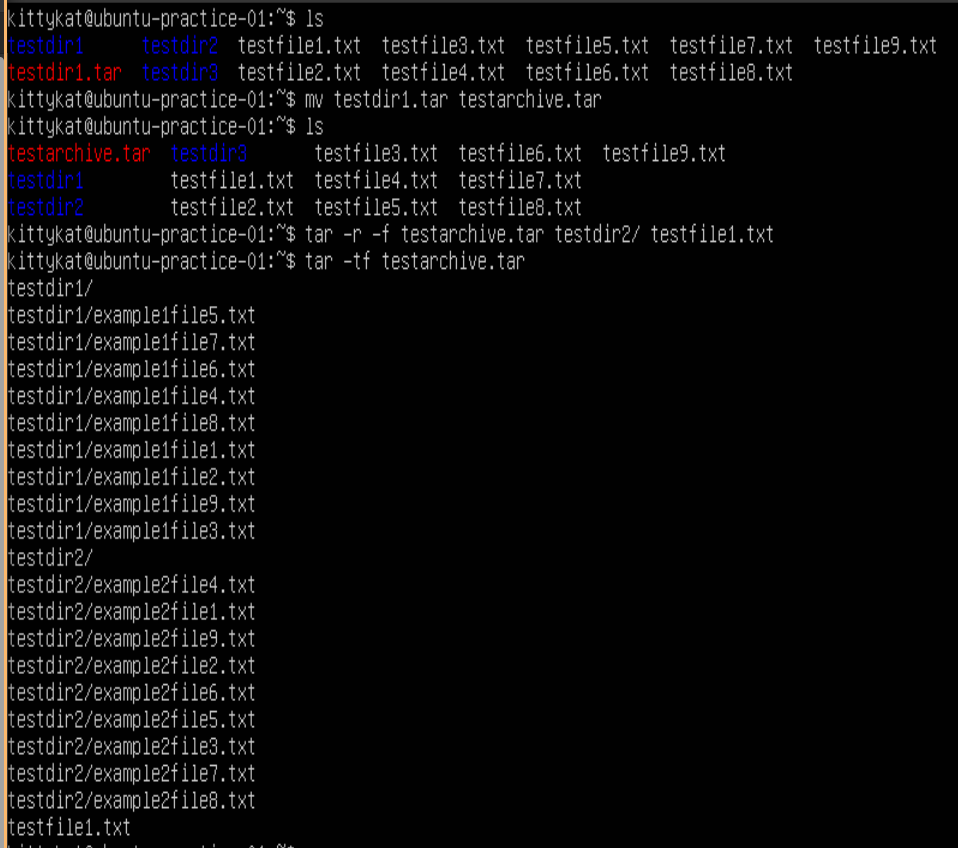 kittykat@ubuntu-practice-01:~$ ls
testdir1 testdir2 testfile1.txt testfile3.txt testfile5.txt testfile7.txt testfile9.txt
testdir1.tar testdir3 testfile2.txt testfile4.txt testfile6.txt testfile8.txt
kittykat@ubuntu-practice-01:~$ mv testdir1.tar testarchive.tar
kittykat@ubuntu-practice-01:~$ ls
testarchive.tar testdir3 testfile3.txt testfile6.txt testfile9.txt
testdir1 testfile1.txt testfile4.txt testfile7.txt
testdir2 testfile2.txt testfile5.txt testfile8.txt
kittykat@ubuntu-practice-01:~$ tar -r -f testarchive.tar testdir2/ testfile1.txt
kittykat@ubuntu-practice-01:~$ tar -tf testarchive.tar
testdir1/
testdir1/example1file5.txt
testdir1/example1file7.txt
testdir1/example1file6.txt
testdir1/example1file4.txt
testdir1/example1file8.txt
testdir1/example1file1.txt
testdir1/example1file2.txt
testdir1/example1file9.txt
testdir1/example1file3.txt
testdir2/
testdir2/example2file4.txt
testdir2/example2file1.txt
testdir2/example2file9.txt
testdir2/example2file2.txt
testdir2/example2file6.txt
testdir2/example2file5.txt
testdir2/example2file3.txt
testdir2/example2file7.txt
testdir2/example2file8.txt
testfile1.txt